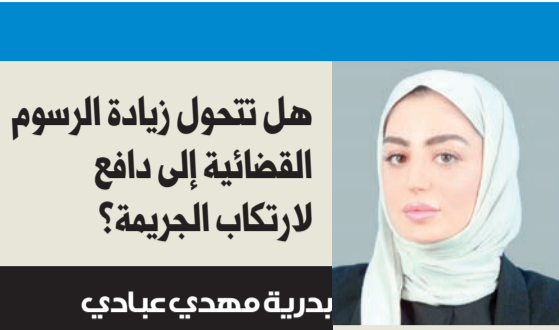 هل تتحول زيادة الرسوم
القضائية إلى دافع
لارتكاب الجريمة؟
بدرية مهدي عبادي